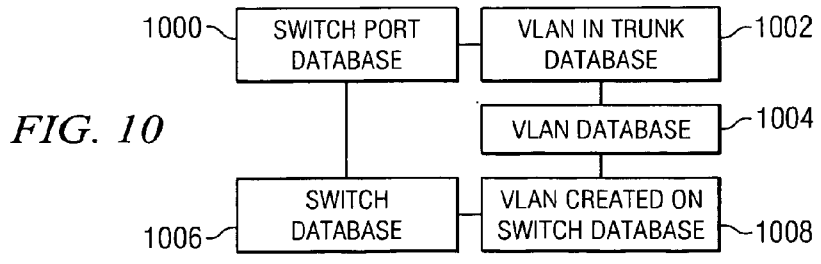 1000
SWITCH PORT
DATABASE
VLAN IN TRUNK
DATABASE
1002
FIG. 10
VLAN DATABASE
1004
1006
SWITCH
DATABASE
VLAN CREATED ON
SWITCH DATABASE
1008